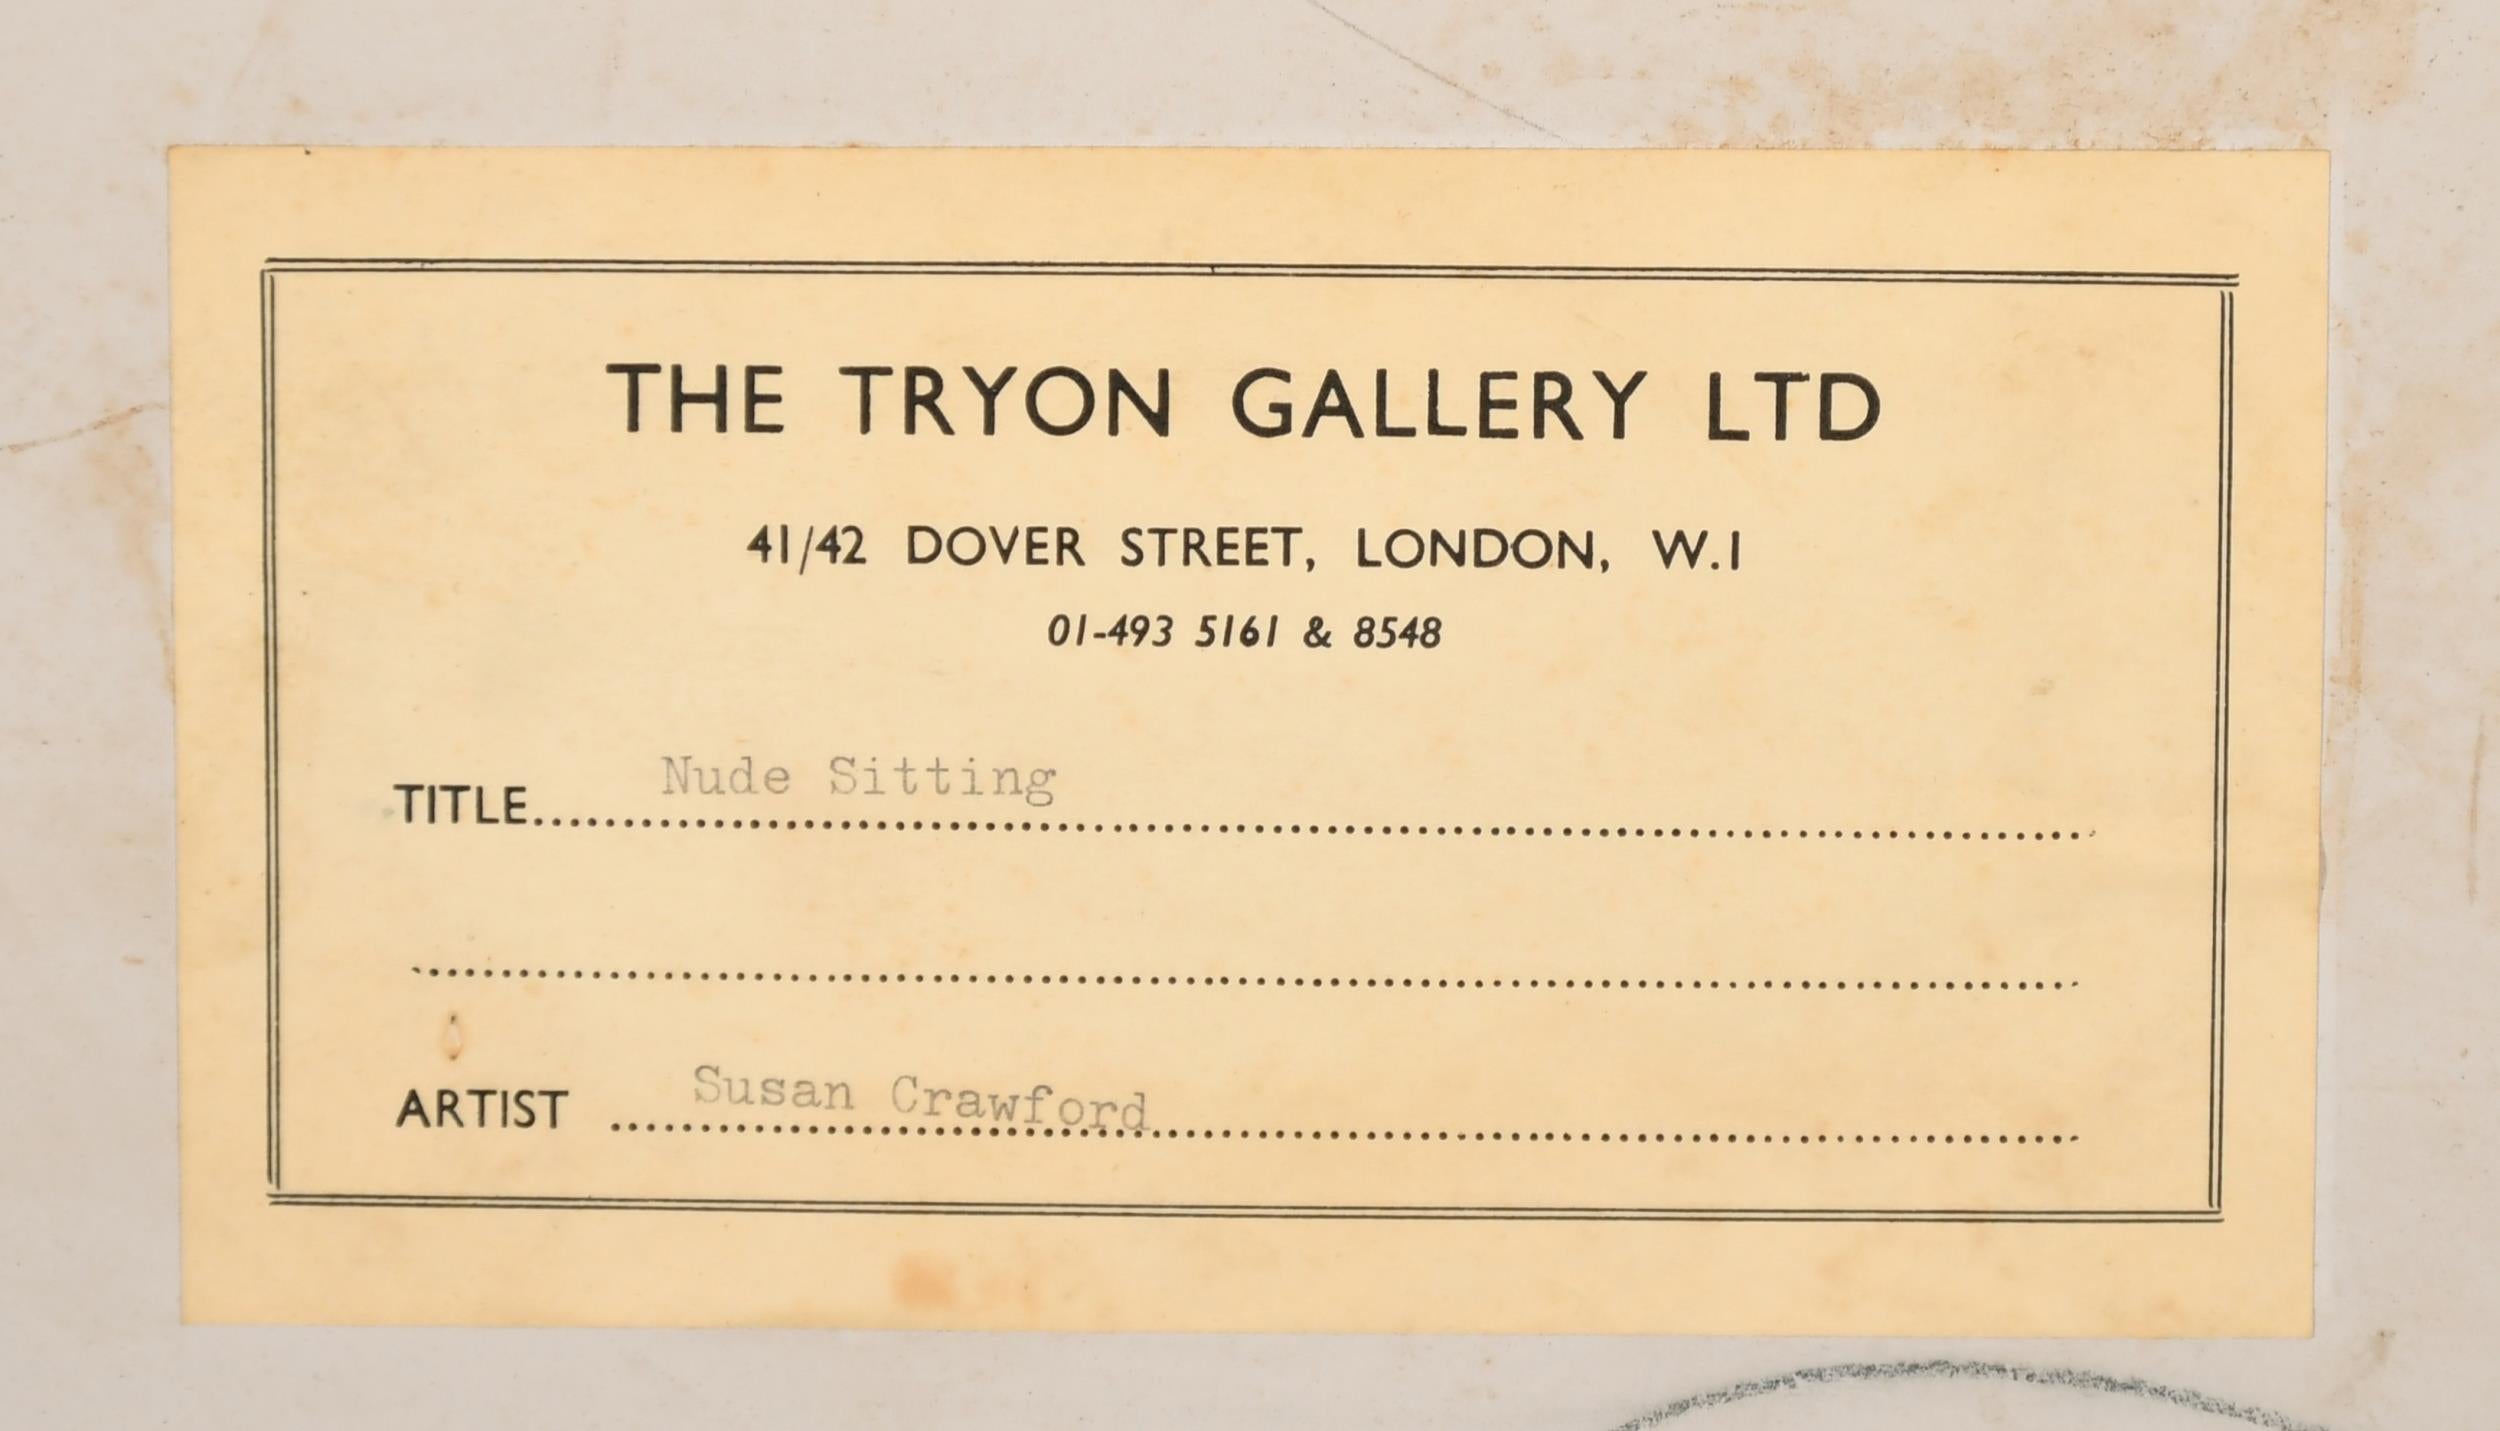 THE TRYON GALLERY LTD
41/42 DOVER STREET, LONDON, W.1
01-493 5161 & 8548
TITLE Nude Sitting
ARTIST Susan Crawford